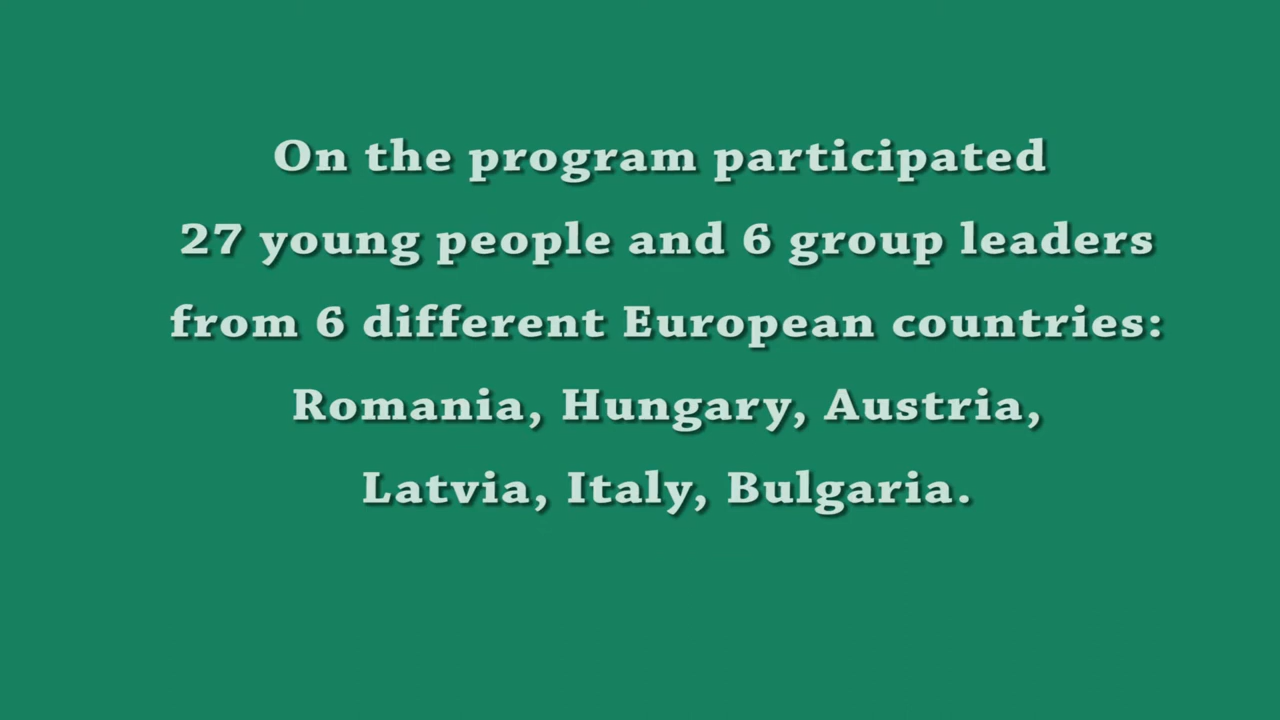 On the program participated
27 young people and 6 group leaders
from 6 different European countries:
Romania, Hungary, Austria,
Latvia, Italy, Bulgaria.